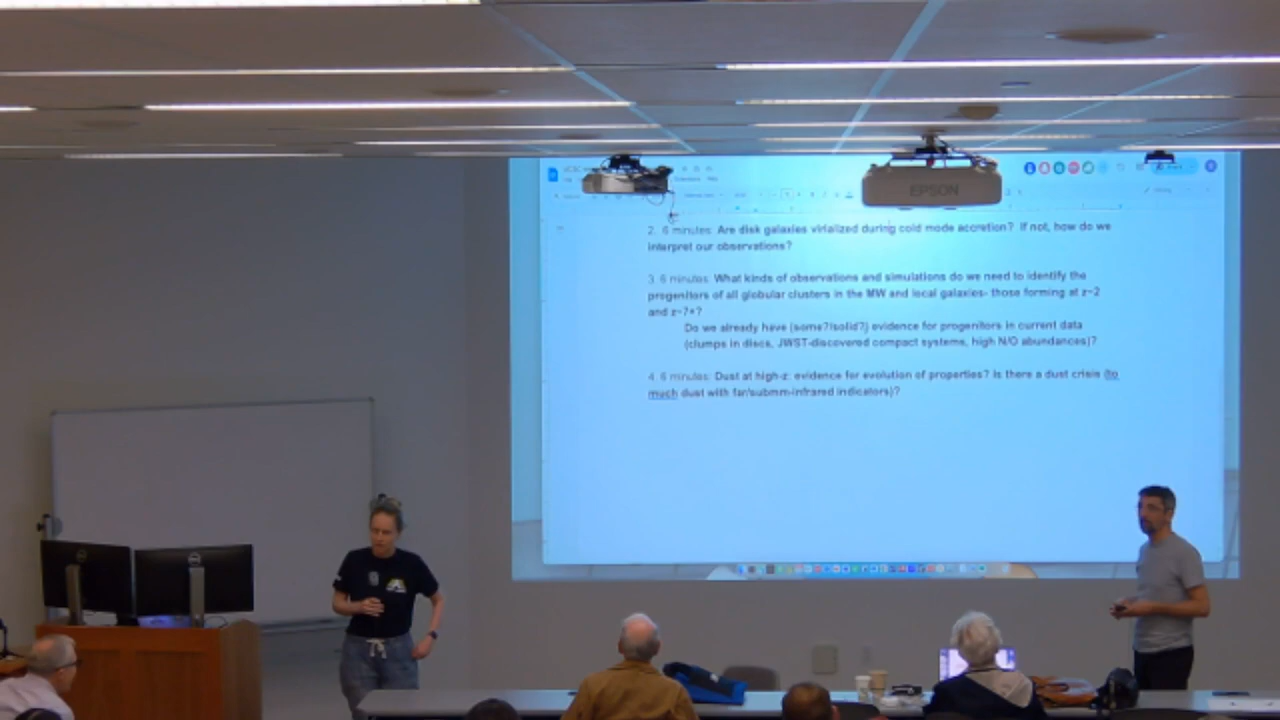 EPSON
2. 6 minutes: Are disk galaxies virialized during cold mode accretion? If not, how do we
interpret our observations?
3. 6 minutes: What kinds of observations and simulations do we need to identify the
progenitors of all globular clusters in the MW and local galaxies- those forming at z~2
and z~7+?
Do we already have (some?/solid?) evidence for progenitors in current data
(clumps in discs, JWST-discovered compact systems, high N/O abundances)?
4. 6 minutes: Dust at high-z: evidence for evolution of properties? Is there a dust crisis (to
much dust with far/submm-infrared indicators)?